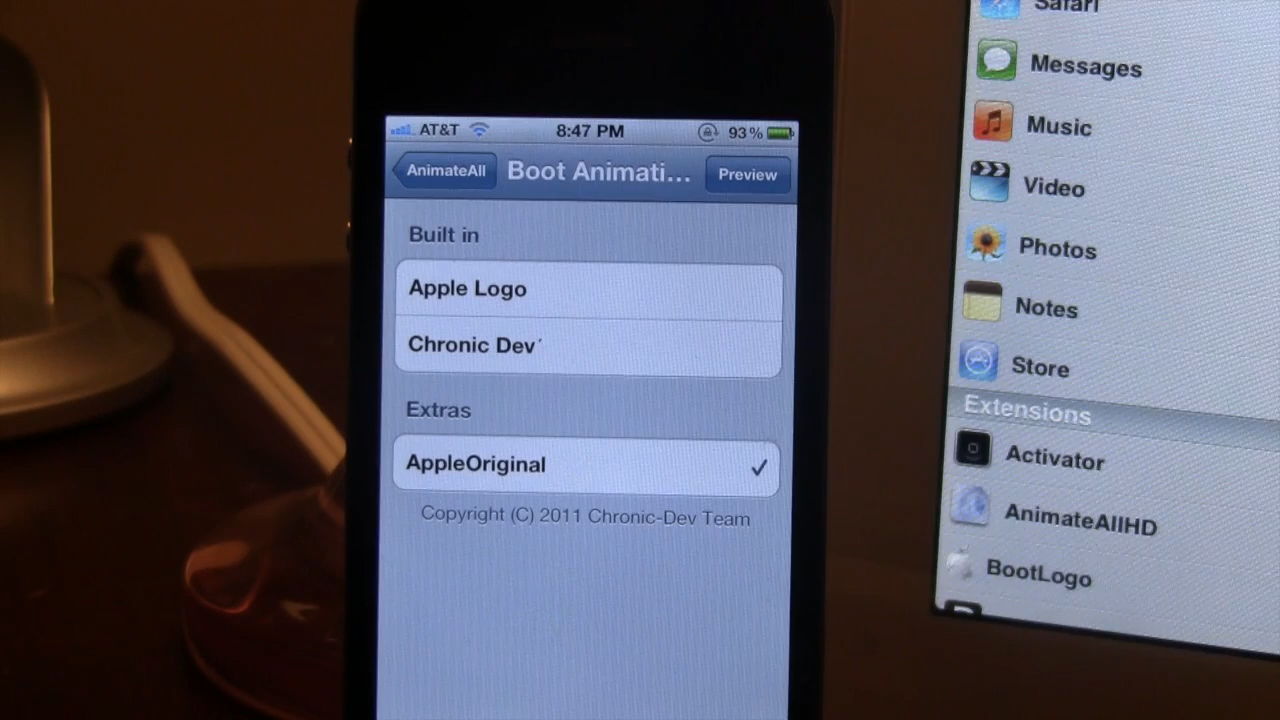 AT&T 8:47 PM 93%
AnimateAll Boot Animati... Preview
Built in
Apple Logo
Chronic Dev
Extras
AppleOriginal
Copyright (C) 2011 Chronic-Dev Team
Safari
Messages
Music
Video
Photos
Notes
Store
Extensions
Activator
AnimateAllHD
BootLogo